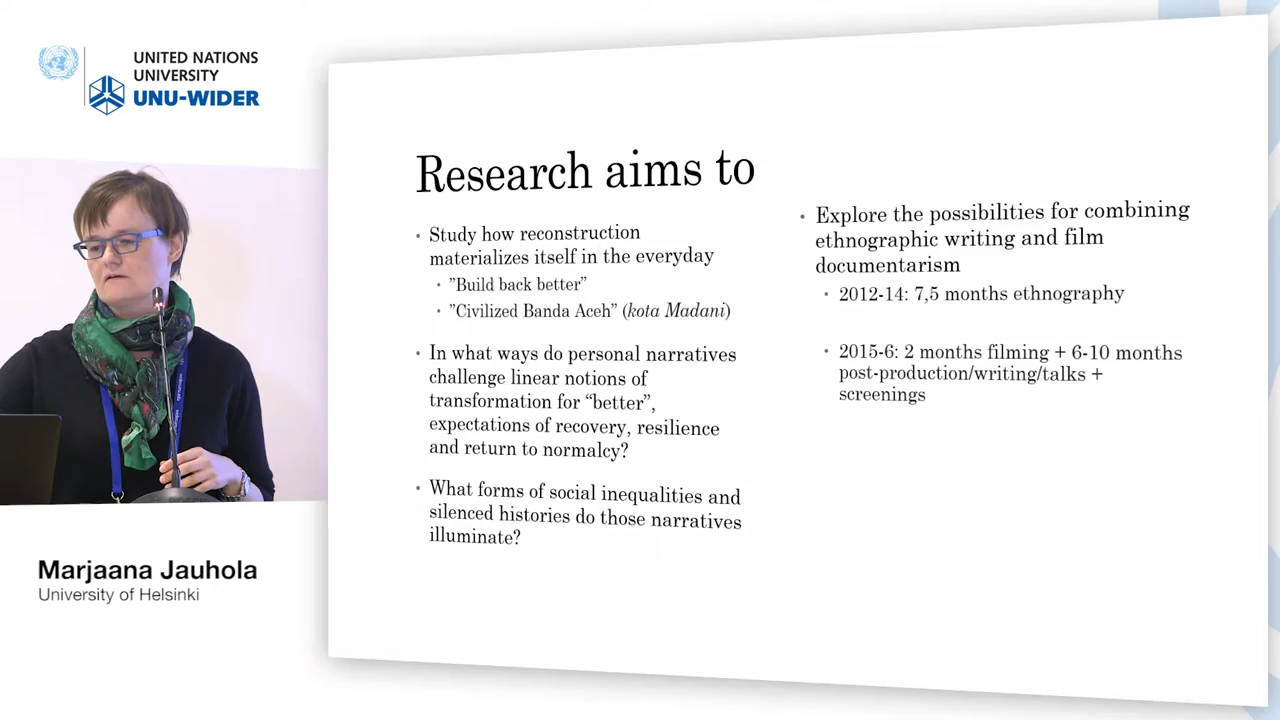 UNITED NATIONS
UNIVERSITY
UNU-WIDER
Research aims to
Study how reconstruction
materializes itself in the everyday
”Build back better”
”Civilized Banda Aceh” (kota Madani)
In what ways do personal narratives
challenge linear notions of
transformation for “better”,
expectations of recovery, resilience
and return to normalcy?
What forms of social inequalities and
silenced histories do those narratives
illuminate?
Explore the possibilities for combining
ethnographic writing and film
documentarism
2012-14: 7,5 months ethnography
2015-6: 2 months filming + 6-10 months
post-production/writing/talks +
screenings
Marjaana Jauhola
University of Helsinki